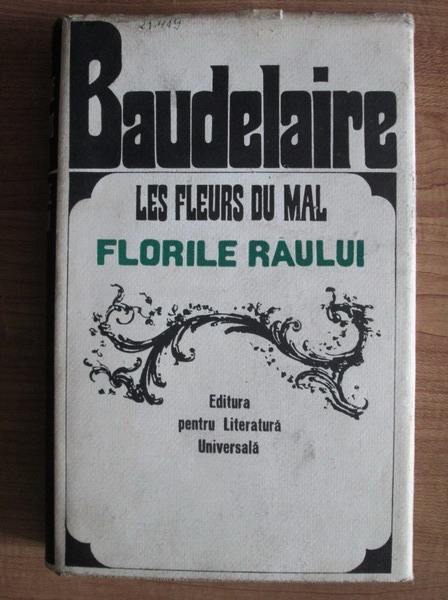 21.419
Baudelaire
LES FLEURS DU MAL
FLORILE RAULUI
Editura
pentru Literatură
Universală